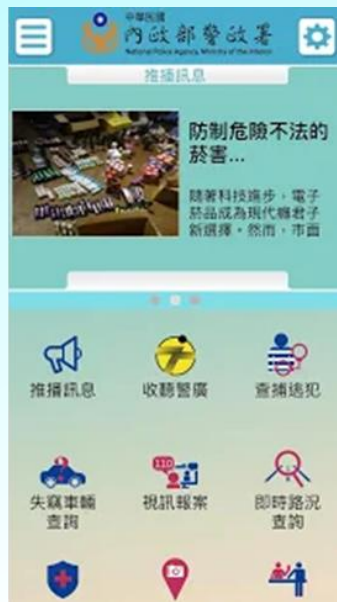 中華民國
內政部警政署
National Police Agency, Ministry of the Interior
推播訊息
防制危險不法的
菸害...
隨著科技進步，電子
菸品成為現代癮君子
新選擇。然而，市面
推播訊息
收聽警廣
查捕逃犯
110
失竊車輛
查詢
視訊報案
即時路況
查詢